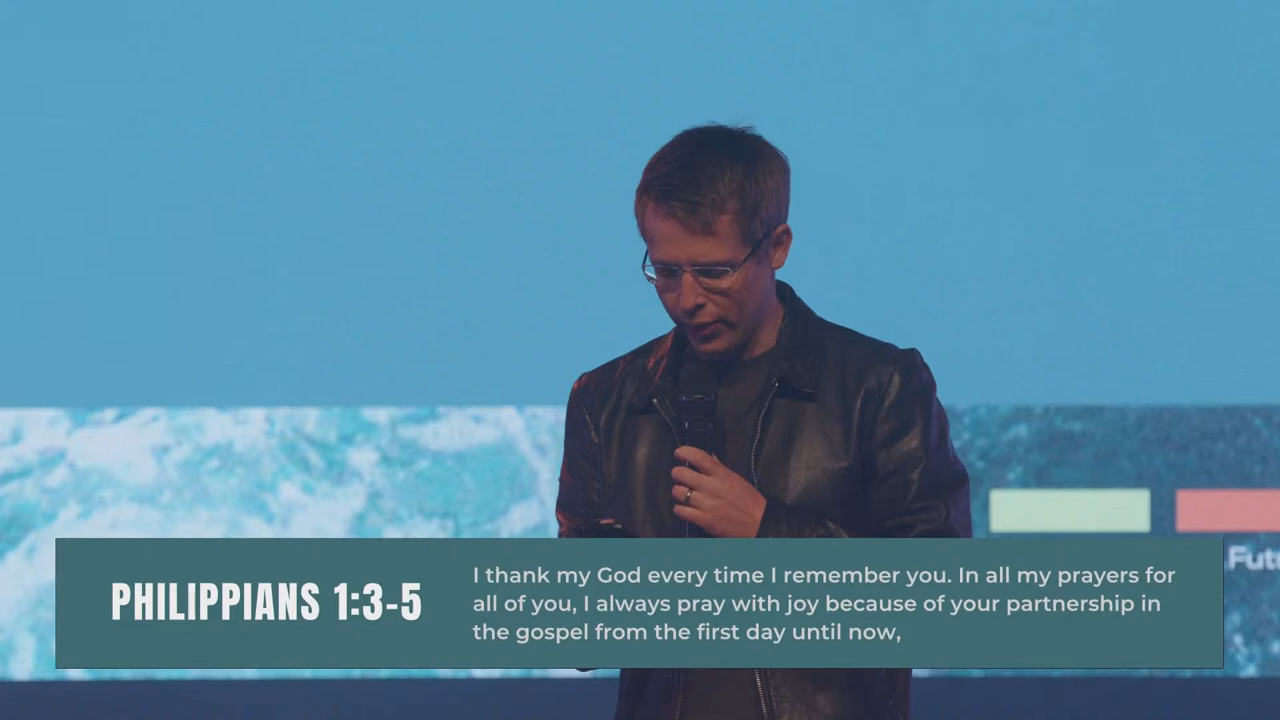 PHILIPPIANS 1:3-5
I thank my God every time I remember you. In all my prayers for
all of you, I always pray with joy because of your partnership in
the gospel from the first day until now,